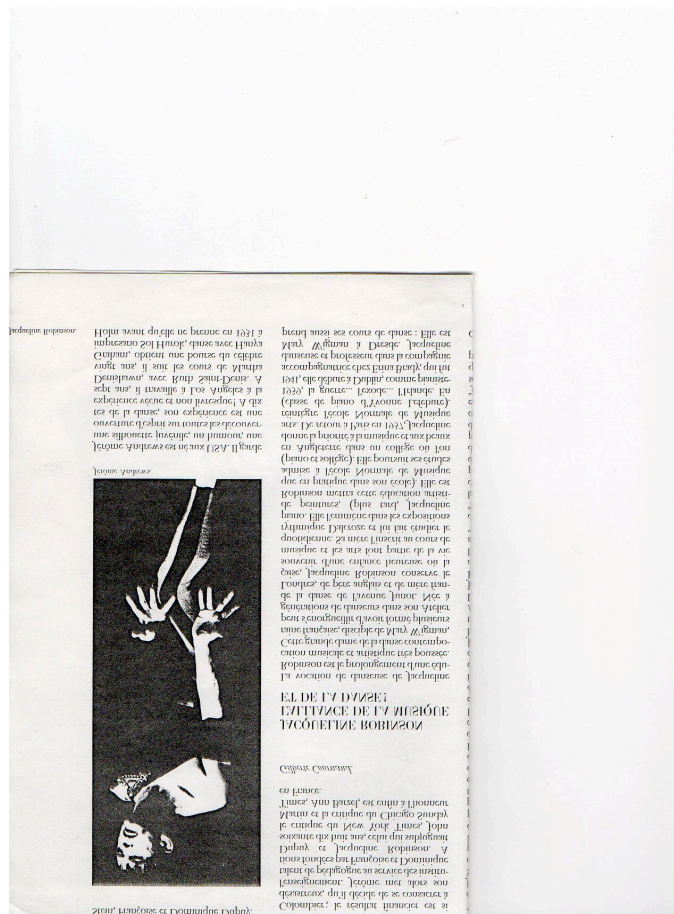 Stein, Françoise et Dominique Dupuy.
Jérôme Andrews.
Jérôme Andrews est né aux USA. Il garde
une silhouette juvénile, un humour, une
ouverture d'esprit sur toutes les découver-
tes de la danse, son expérience est une
expérience vécue et non livresque! A dix
sept ans, il travaille à Los Angeles à la
Denishawn, avec Ruth Saint-Denis. A
vingt ans, il suit les cours de Martha
Graham, obtient une bourse du célèbre
impresario Sol Hurok, danse avec Hanya
Holm avant qu'elle ne prenne en 1931 à
Jacqueline Robinson.
Colombier; le résultat financier est si
désastreux, qu'il décide de se consacrer à
l'enseignement. Jérôme met alors son
talent de pédagogue au service des institu-
tions fondées par Françoise et Dominique
Dupuy et Jacqueline Robinson. A
soixante dix huit ans, celui qui subjuguait
le critique du New York Times, John
Martin et la critique du Chicago Sunday
Times, Ann Barzel, est enfin à l'honneur
en France.
Gilberte Cournand.
JACQUELINE ROBINSON
L'ALLIANCE DE LA MUSIQUE
ET DE LA DANSE!
La vocation de danseuse de Jacqueline
Robinson est le prolongement d'une édu-
cation musicale et artistique très poussée.
Cette grande dame de la danse contempo-
raine française, disciple de Mary Wigman,
peut s'enorgueillir d'avoir formé plusieurs
générations de danseurs dans son Atelier
de la danse de l'avenue Junot. Née à
Londres, de père anglais et de mère fran-
çaise, Jacqueline Robinson conserve le
souvenir d'une enfance heureuse où la
musique et les arts font partie de la vie
quotidienne. Sa mère l'inscrit au cours de
rythmique Dalcroze et lui fait étudier le
piano. Elle l'emmène dans les expositions
de peintures, (plus tard, Jacqueline
Robinson mettra cette éducation artisti-
que en pratique dans son école). Elle est
admise à l'école Normale de Musique
(piano et solfège). Elle poursuit ses études
en Angleterre dans un collège où l'on
donne la priorité à la musique et aux beaux
arts. De retour à Paris en 1937, Jacqueline
réintègre l'école Normale de Musique
(classe de piano d'Yvonne Lefebure).
1939, la guerre... l'exode... l'Irlande. En
1941, elle débute à Dublin, comme pianiste-
accompagnatrice chez Erina Brady, qui fut
danseuse et professeur dans la compagnie
Mary Wigman à Dresde. Jacqueline
prend aussi ses cours de danse : Elle est